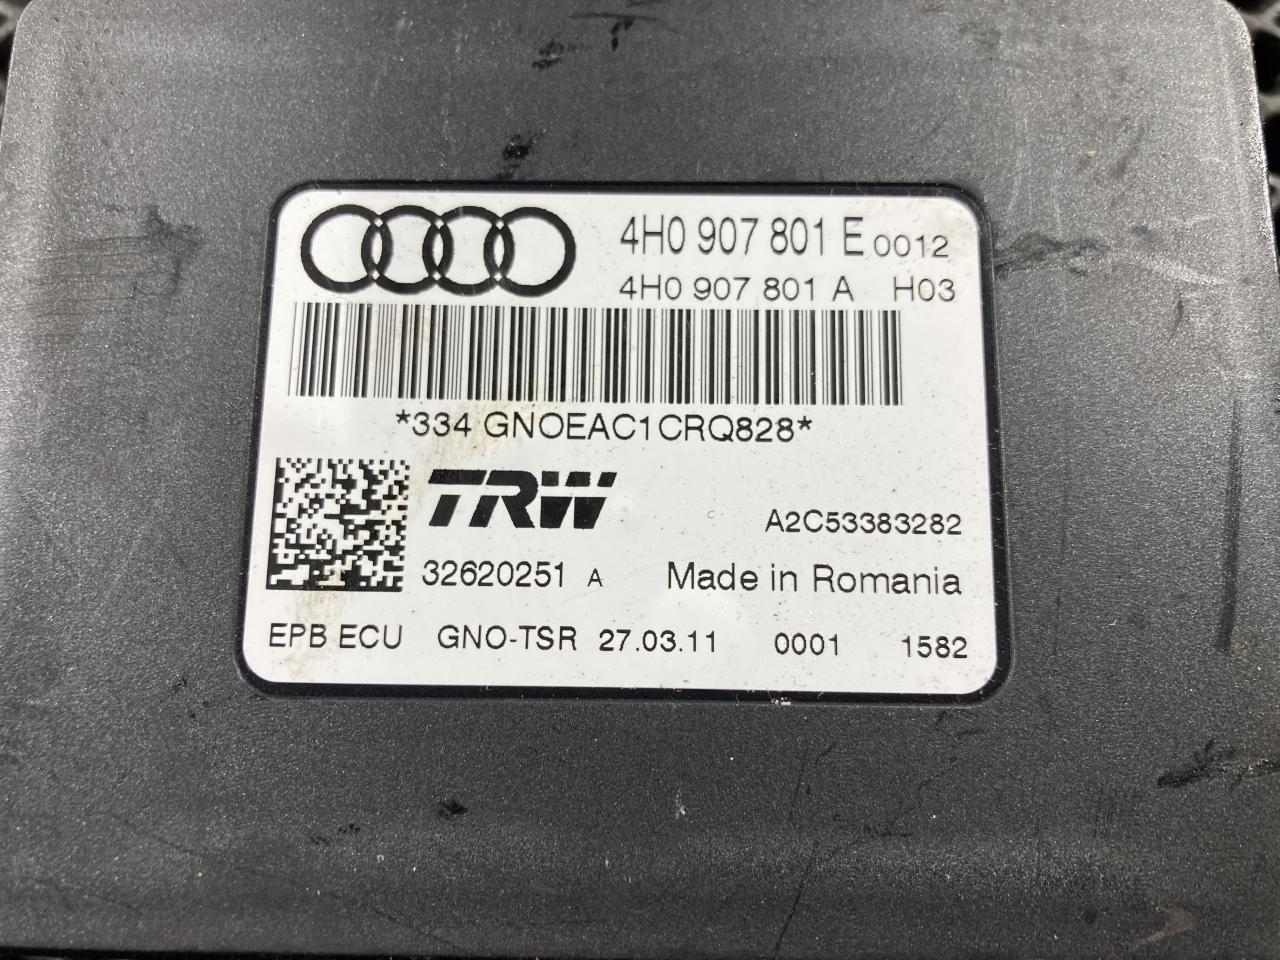 4H0 907 801 E 0012
4H0 907 801 A H03
*334 GNOEAC1CRQ828*
TRW
A2C53383282
32620251 A Made in Romania
EPB ECU GNO-TSR 27.03.11 0001 1582